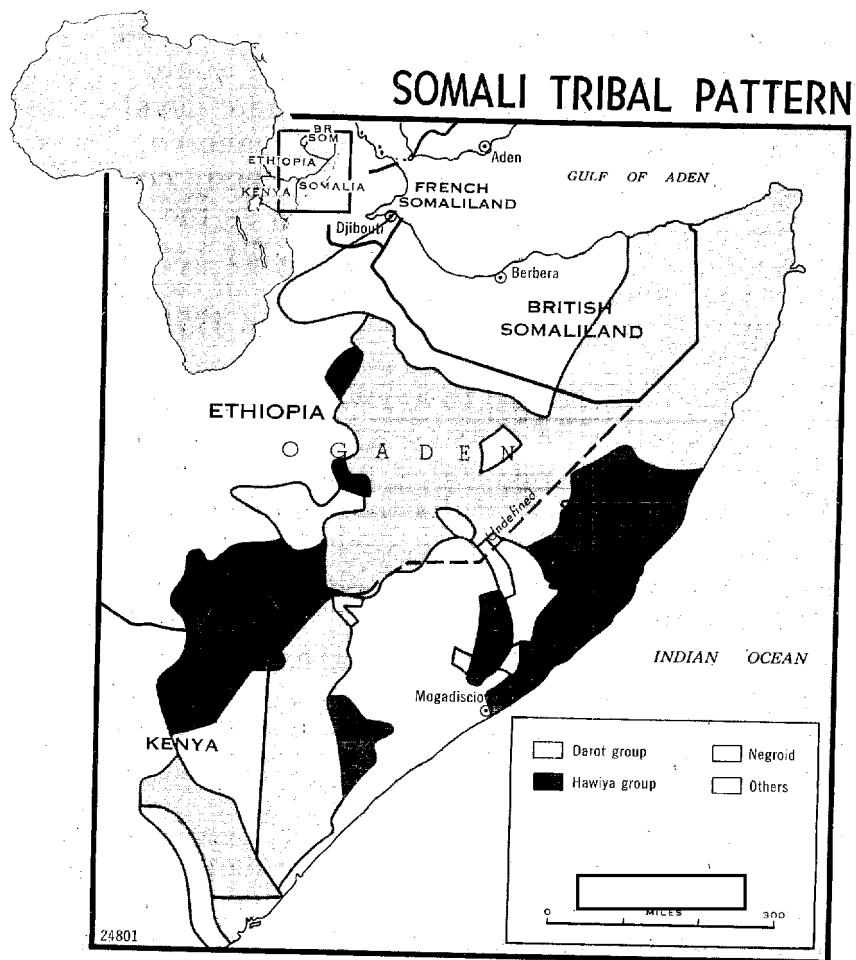 SOMALI TRIBAL PATTERN
BR
SOM
ETHIOPIA
KENYA
SOMALIA
Aden
GULF OF ADEN
FRENCH
SOMALILAND
Djibouti
Berbera
BRITISH
SOMALILAND
ETHIOPIA
OGADEN
Undefined
INDIAN OCEAN
Mogadiscio
KENYA
Darot group
Negroid
Hawiya group
Others
MILES
0
300
24801